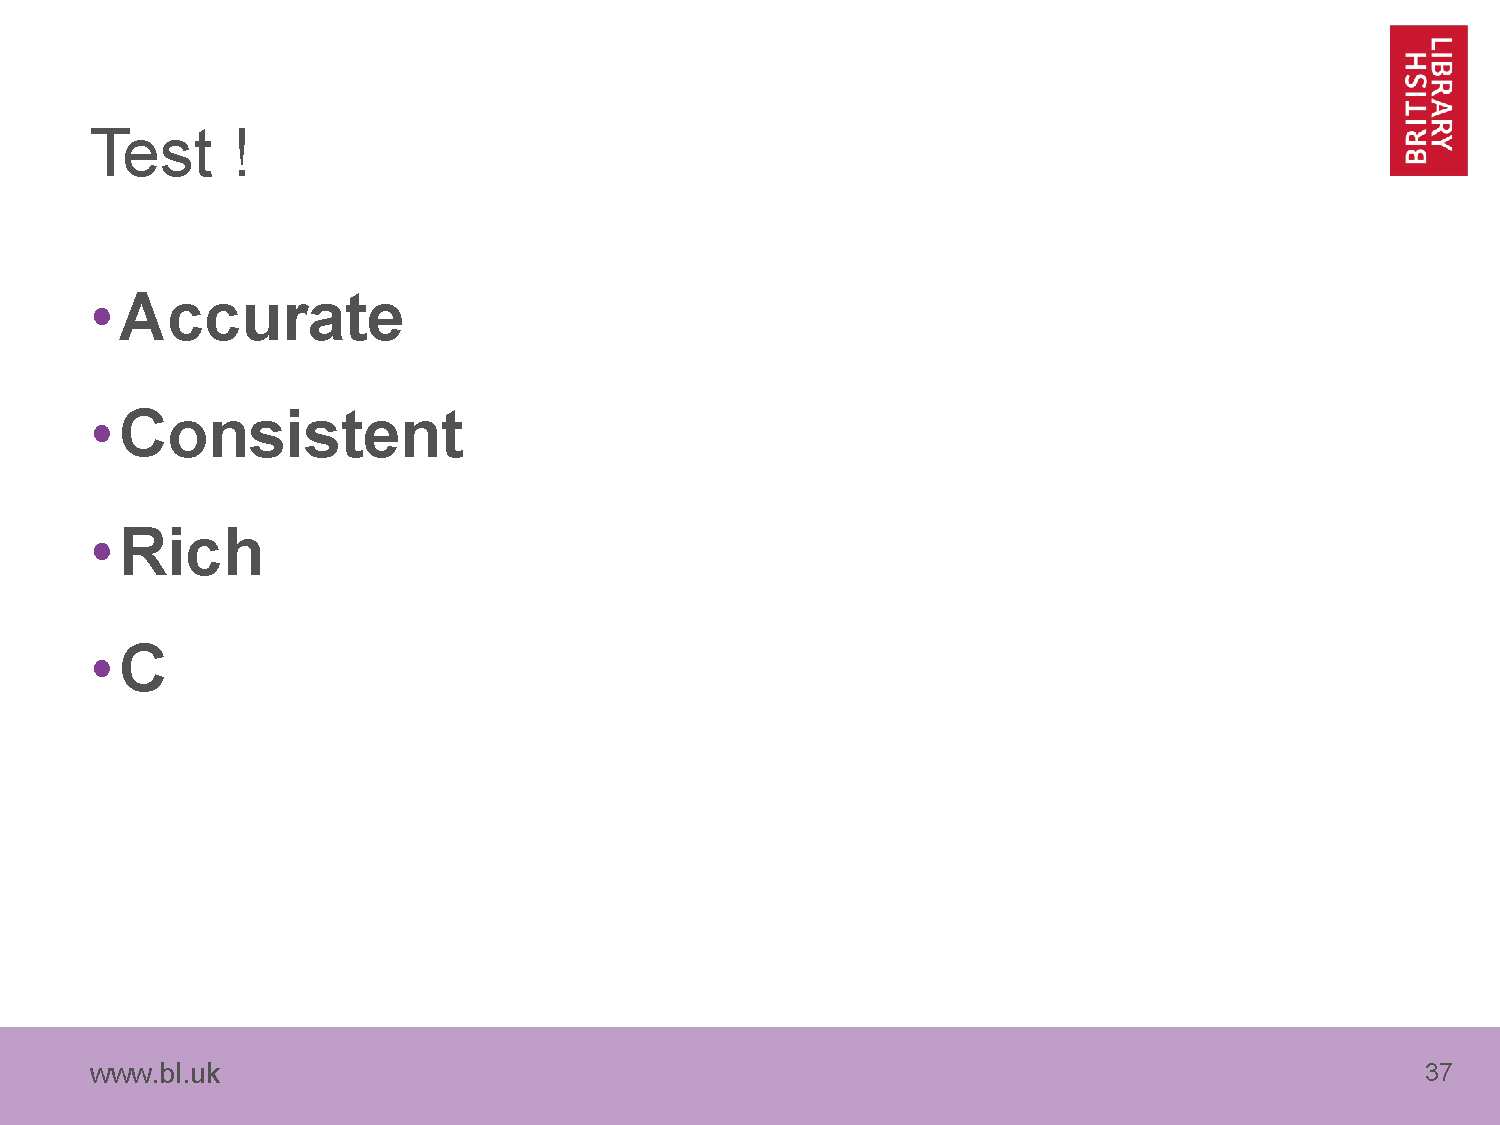 BRITISH
LIBRARY
Test !
•Accurate
•Consistent
•Rich
•C
www.bl.uk
37